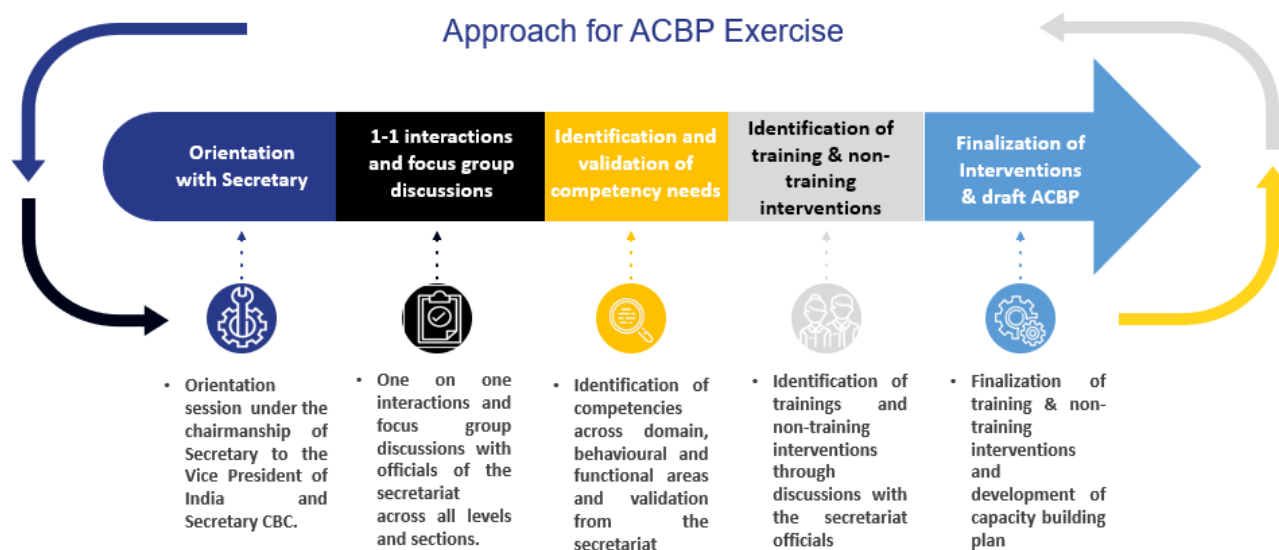 Approach for ACBP Exercise
Orientation
with Secretary
1-1 interactions
and focus group
discussions
Identification and
validation of
competency needs
Identification of
training & non-
training
interventions
Finalization of
Interventions
& draft ACBP
• Orientation
session under the
chairmanship of
Secretary to the
Vice President of
India and
Secretary CBC.
• One on one
interactions and
focus group
discussions with
officials of the
secretariat
across all levels
and sections.
• Identification of
competencies
across domain,
behavioural and
functional areas
and validation
from the
secretariat
• Identification of
trainings and
non-training
interventions
through
discussions with
the secretariat
officials
• Finalization of
training & non-
training
interventions
and
development of
capacity building
plan